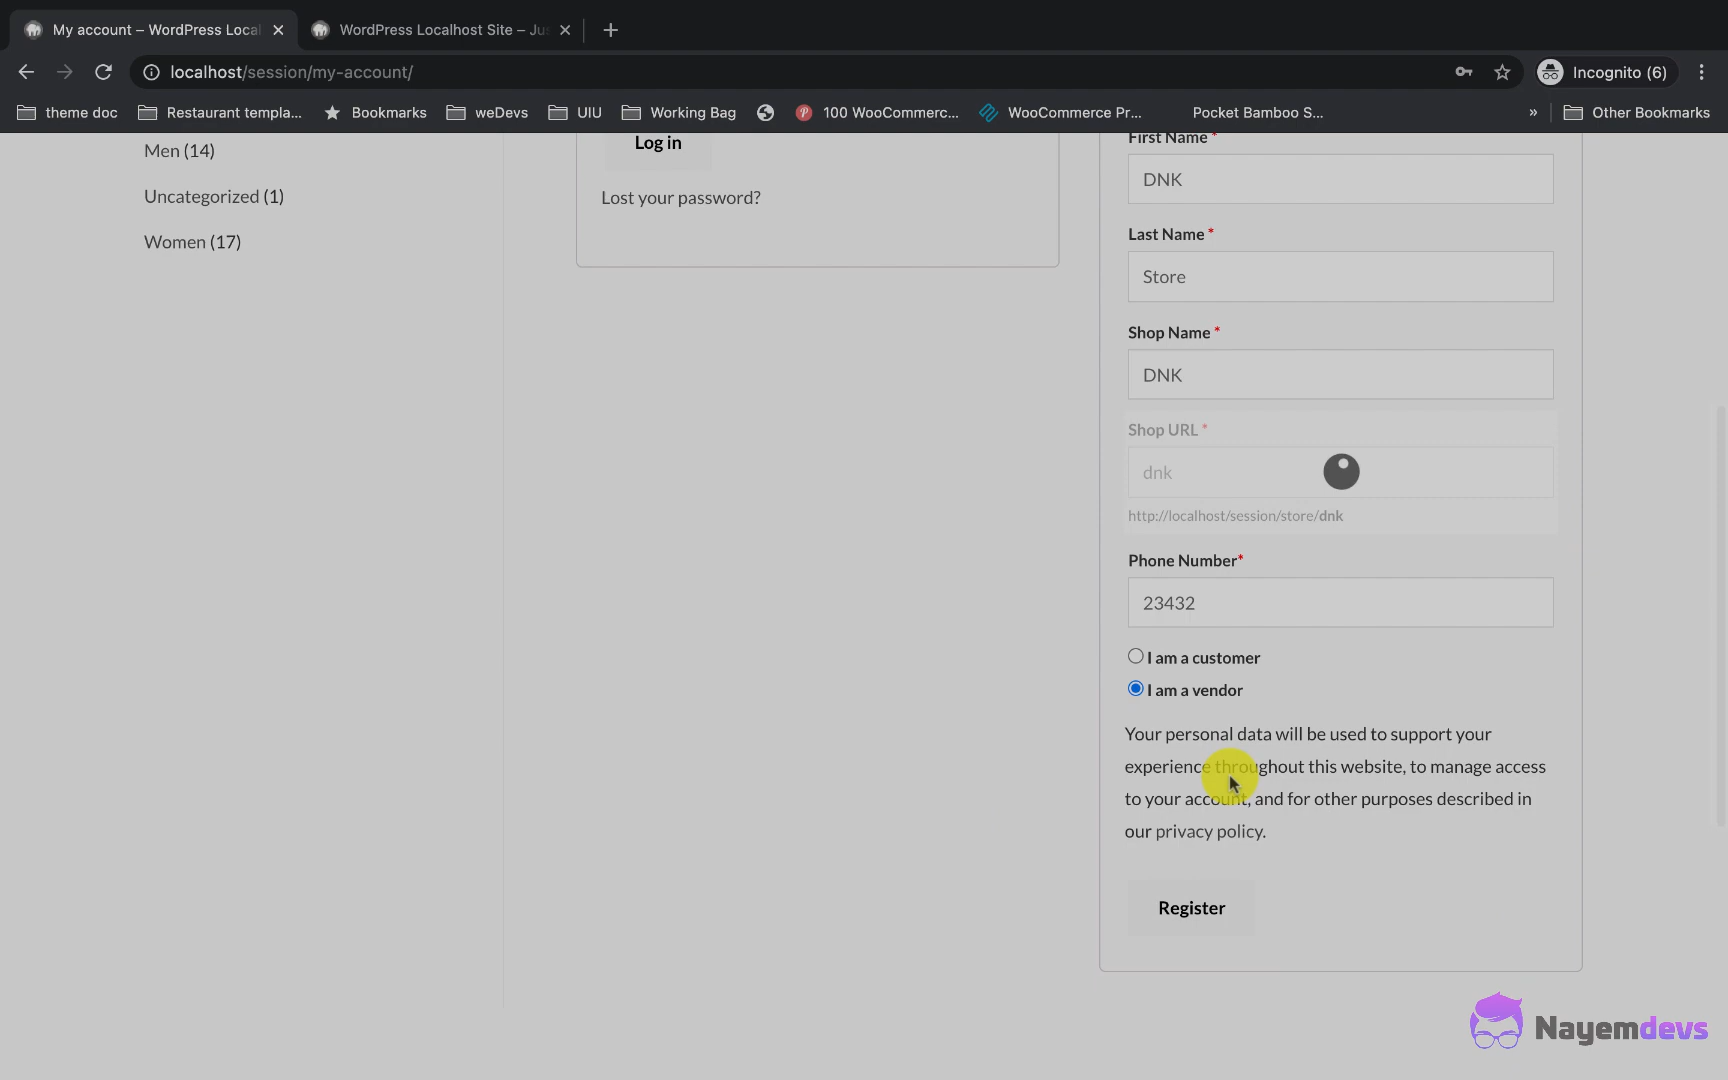 My account – WordPress Loca
WordPress Localhost Site – Jus
localhost/session/my-account/
Incognito (6)
theme doc
Restaurant templa...
Bookmarks
weDevs
UIU
Working Bag
100 WooCommerc...
WooCommerce Pr...
Pocket Bamboo S...
»
Other Bookmarks
Men (14)
Uncategorized (1)
Women (17)
Log in
Lost your password?
First Name *
DNK
Last Name *
Store
Shop Name *
DNK
Shop URL *
dnk
http://localhost/session/store/dnk
Phone Number*
23432
I am a customer
I am a vendor
Your personal data will be used to support your
experience throughout this website, to manage access
to your account, and for other purposes described in
our privacy policy.
Register
Nayemdevs